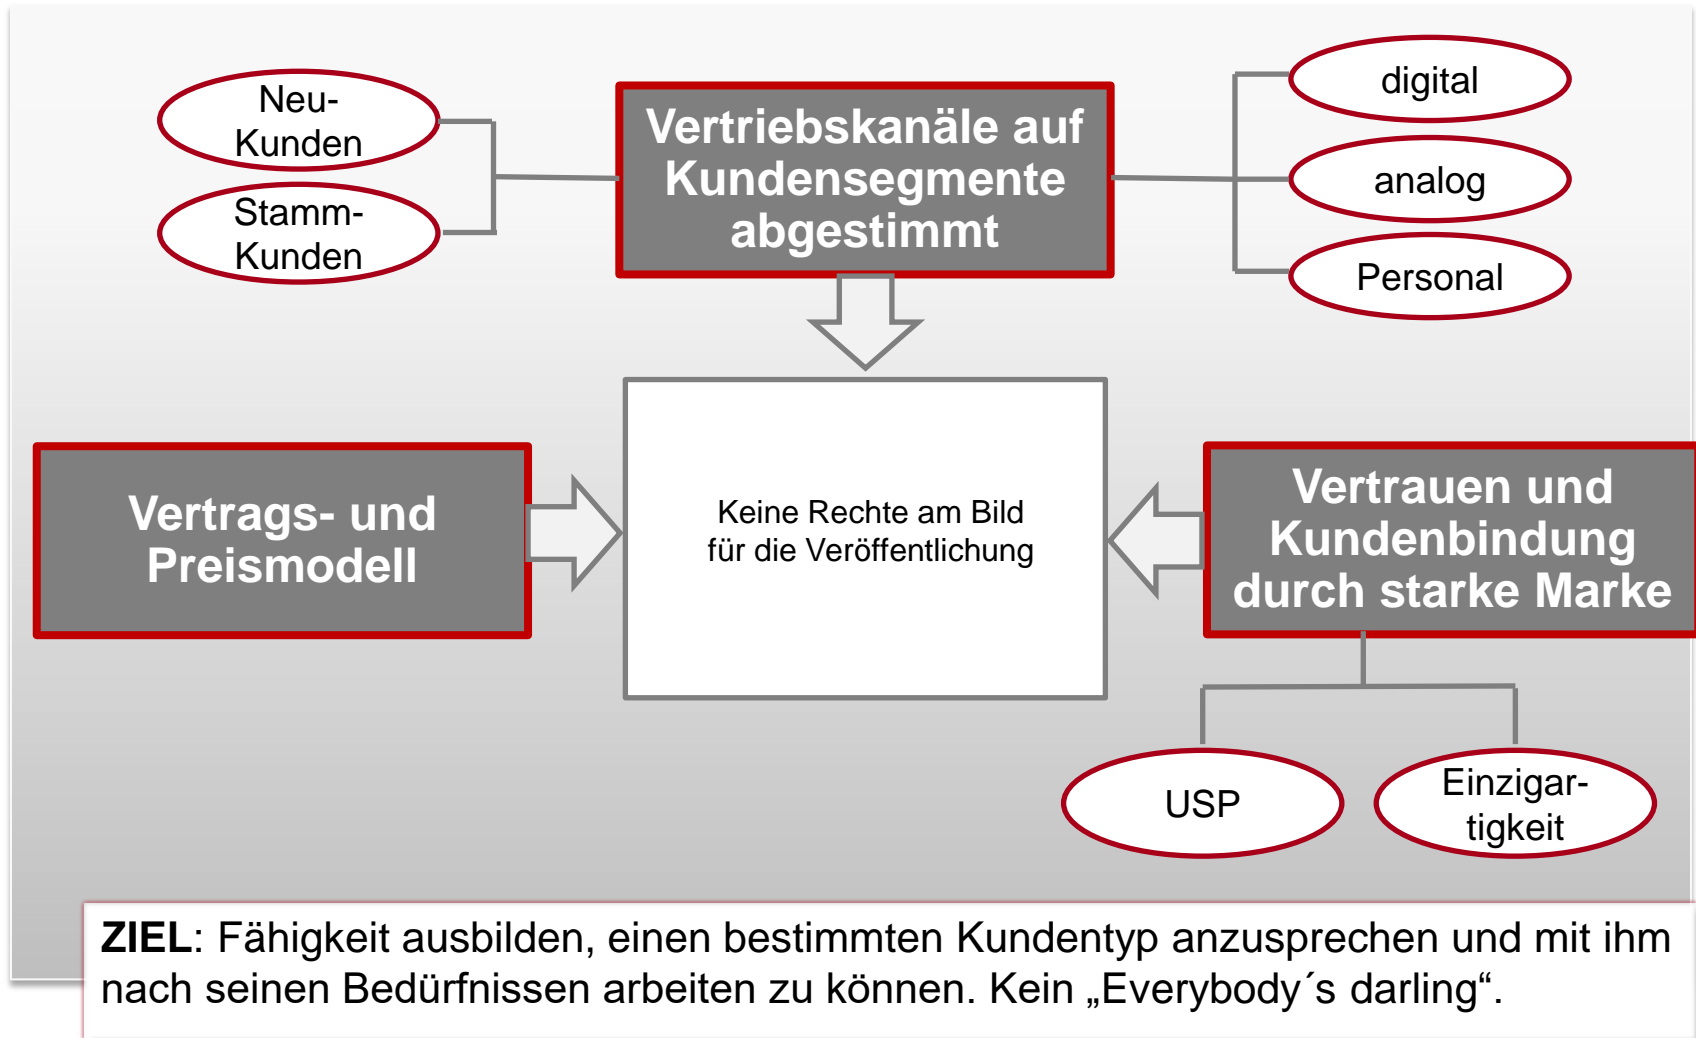 Neu-
Kunden
Stamm-
Kunden
Vertriebskanäle auf
Kundensegmente
abgestimmt
digital
analog
Personal
Vertrags- und
Preismodell
Keine Rechte am Bild
für die Veröffentlichung
Vertrauen und
Kundenbindung
durch starke Marke
USP
Einzigar-
tigkeit
ZIEL: Fähigkeit ausbilden, einen bestimmten Kundentyp anzusprechen und mit ihm
nach seinen Bedürfnissen arbeiten zu können. Kein „Everybody´s darling“.